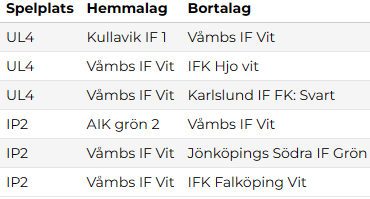 Spelplats Hemmalag Bortalag
UL4 Kullavik IF 1 Våmbs IF Vit
UL4 Våmbs IF Vit IFK Hjo vit
UL4 Våmbs IF Vit Karlslund IF FK: Svart
IP2 AIK grön 2 Våmbs IF Vit
IP2 Våmbs IF Vit Jönköpings Södra IF Grön
IP2 Våmbs IF Vit IFK Falköping Vit